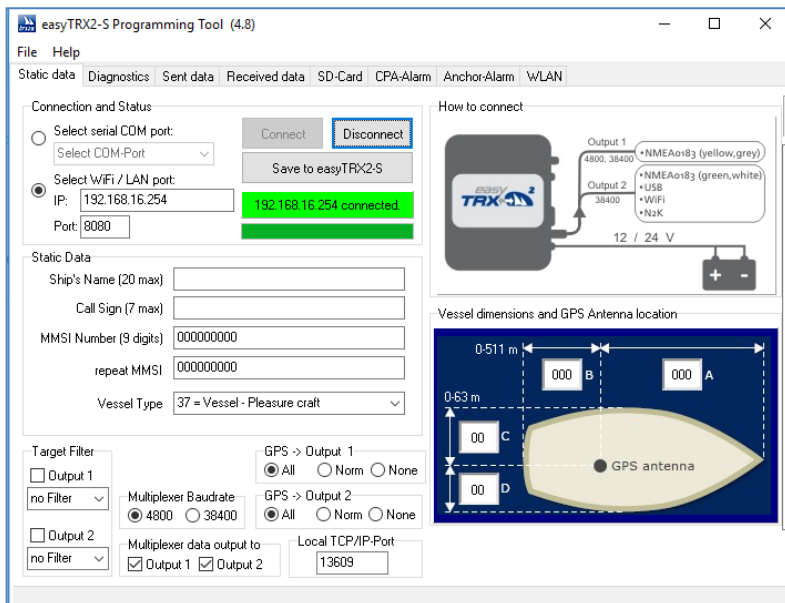 easyTRX2-S Programming Tool (4.8)
File Help
Static data Diagnostics Sent data Received data SD-Card CPA-Alarm Anchor-Alarm WLAN
Connection and Status
Select serial COM port:
Select COM-Port
Connect Disconnect
Save to easyTRX2-S
Select WiFi / LAN port:
IP: 192.168.16.254
192.168.16.254 connected.
Port: 8080
Static Data
Ship's Name (20 max)
Call Sign (7 max)
MMSI Number (9 digits) 000000000
repeat MMSI 000000000
Vessel Type 37 = Vessel - Pleasure craft
Target Filter
Output 1
no Filter
Output 2
no Filter
Multiplexer Baudrate
4800 38400
Multiplexer data output to
Output 1 Output 2
GPS -> Output 1
All Norm None
GPS -> Output 2
All Norm None
Local TCP/IP-Port
13609
How to connect
easy
TRX 2
Output 1
4800, 38400
•NMEA0183 (yellow,grey)
Output 2
38400
•NMEA0183 (green,white)
•USB
•WiFi
•N2K
12 / 24 V
+ -
Vessel dimensions and GPS Antenna location
0-511 m
000 B 000 A
0-63 m
00 C
GPS antenna
00 D